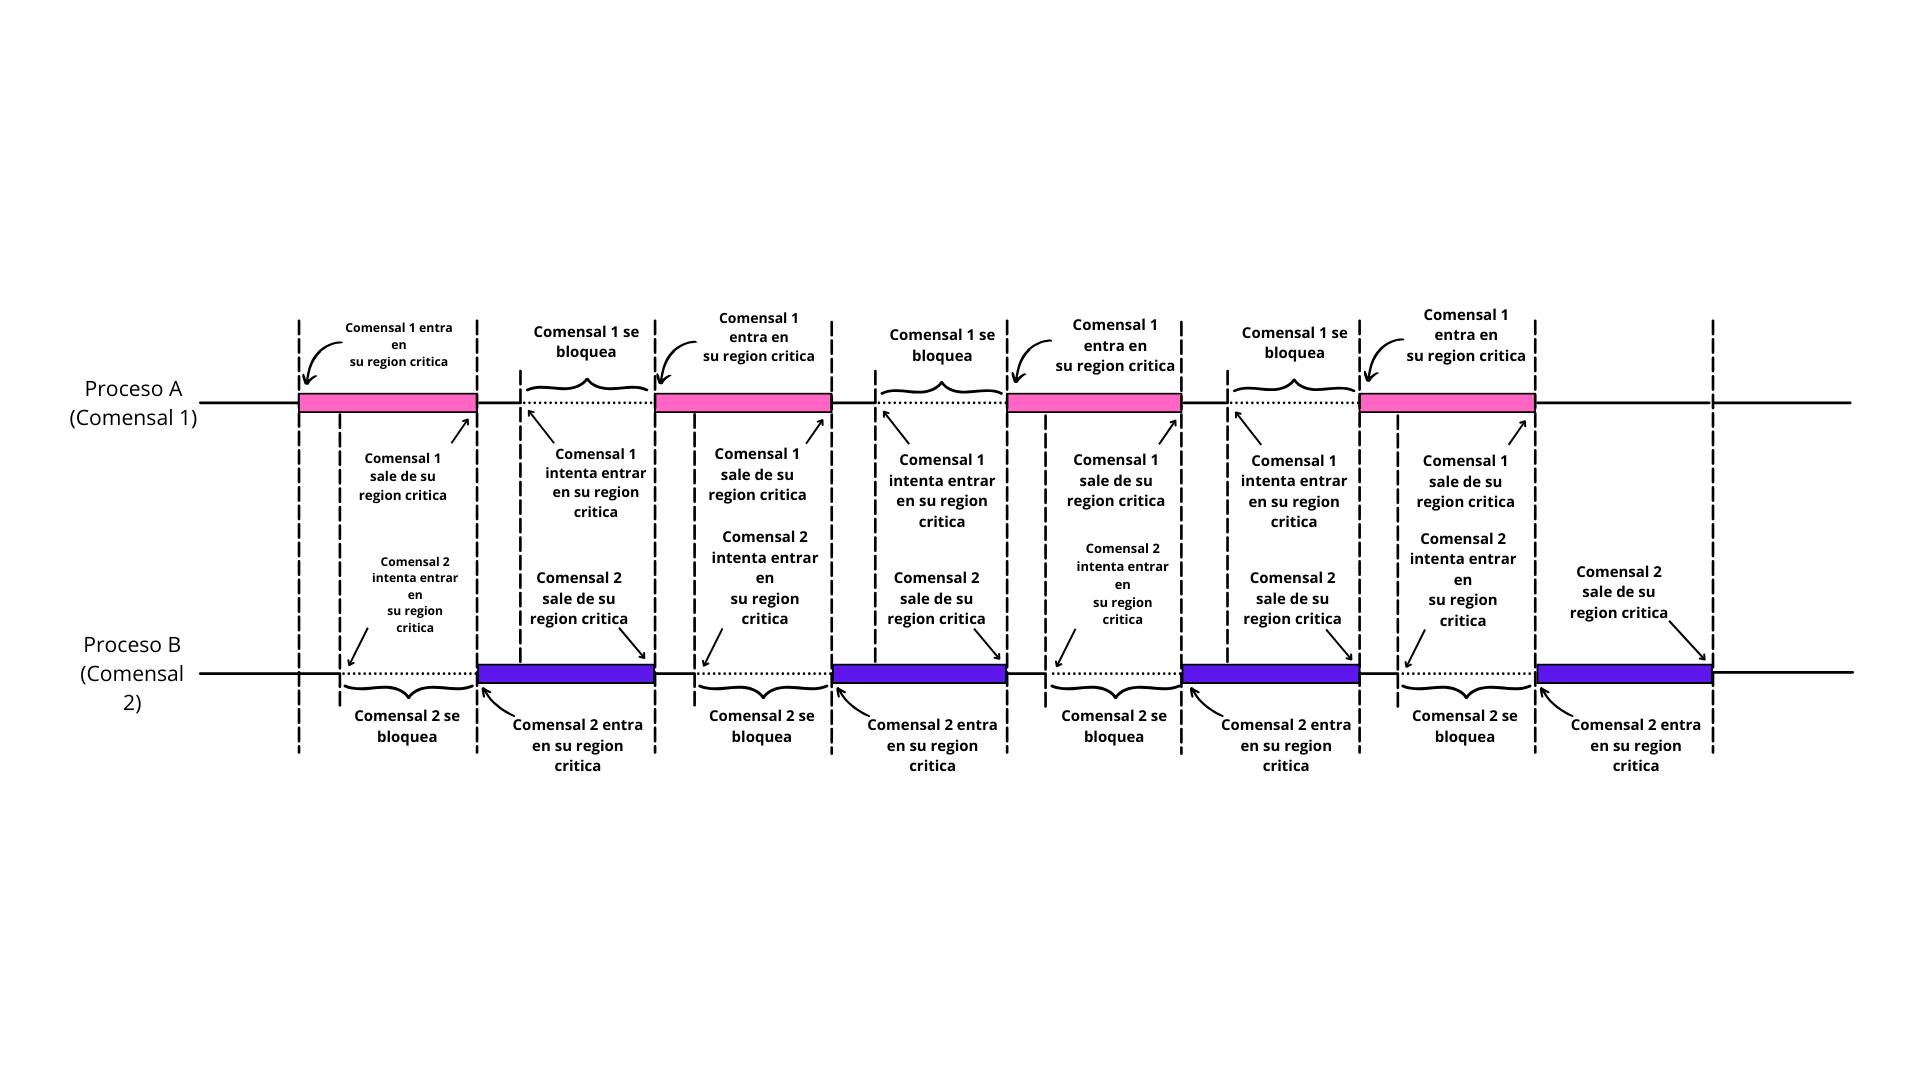 Comensal 1 entra
en
su region critica
Comensal 1 se
bloquea
Comensal 1
entra en
su region critica
Comensal 1 se
bloquea
Comensal 1
entra en
su region critica
Comensal 1 se
bloquea
Comensal 1
entra en
su region critica
Proceso A
(Comensal 1)
Comensal 1
sale de su
region critica
Comensal 1
intenta entrar
en su region
critica
Comensal 1
sale de su
region critica
Comensal 1
intenta entrar
en su region
critica
Comensal 1
sale de su
region critica
Comensal 1
intenta entrar
en su region
critica
Comensal 1
sale de su
region critica
Comensal 2
intenta entrar
en
su region
critica
Comensal 2
sale de su
region critica
Comensal 2
intenta entrar
en
su region
critica
Comensal 2
sale de su
region critica
Comensal 2
intenta entrar
en
su region
critica
Comensal 2
sale de su
region critica
Comensal 2
intenta entrar
en
su region
critica
Comensal 2
sale de su
region critica
Proceso B
(Comensal
2)
Comensal 2 se
bloquea
Comensal 2 entra
en su region
critica
Comensal 2 se
bloquea
Comensal 2 entra
en su region
critica
Comensal 2 se
bloquea
Comensal 2 entra
en su region
critica
Comensal 2 se
bloquea
Comensal 2 entra
en su region
critica